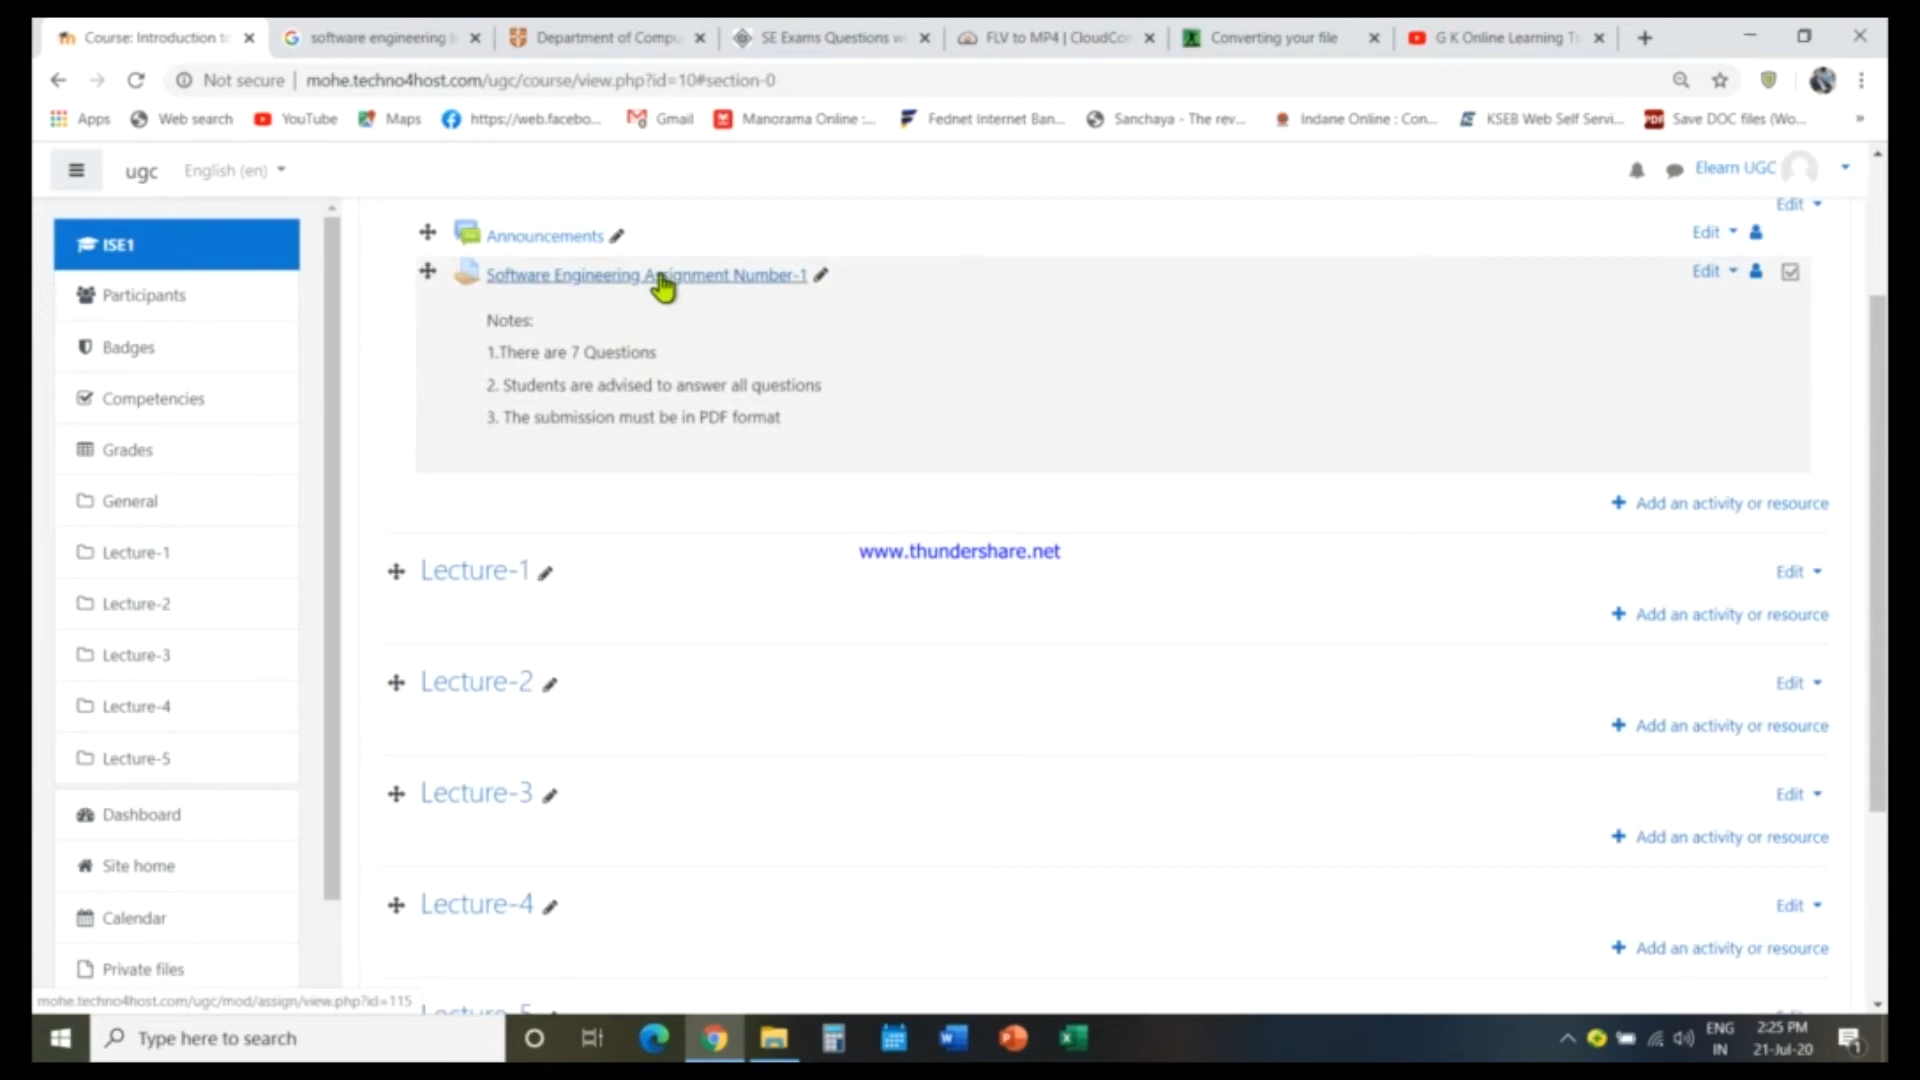 Course: Introduction to
software engineering
Department of Compu
SE Exams Questions w
FLV to MP4 | CloudCo
Converting your file
G K Online Learning T
Not secure | mohe.techno4host.com/ugc/course/view.php?id=10#section-0
Apps
Web search
YouTube
Maps
https://web.facebo...
Gmail
Manorama Online :...
Fednet Internet Ban...
Sanchaya - The rev...
Indane Online : Con...
KSEB Web Self Servi...
Save DOC files (Wo...
ugc
English (en)
Elearn UGC
Edit
ISE1
Participants
Badges
Competencies
Grades
General
Lecture-1
Lecture-2
Lecture-3
Lecture-4
Lecture-5
Dashboard
Site home
Calendar
Private files
Announcements
Edit
Software Engineering Assignment Number-1
Edit
Notes:
1.There are 7 Questions
2. Students are advised to answer all questions
3. The submission must be in PDF format
Add an activity or resource
www.thundershare.net
Lecture-1
Edit
Add an activity or resource
Lecture-2
Edit
Add an activity or resource
Lecture-3
Edit
Add an activity or resource
Lecture-4
Edit
Add an activity or resource
Lecture-5
mohe.techno4host.com/ugc/mod/assign/view.php?id=115
Type here to search
ENG
IN
2:25 PM
21-Jul-20